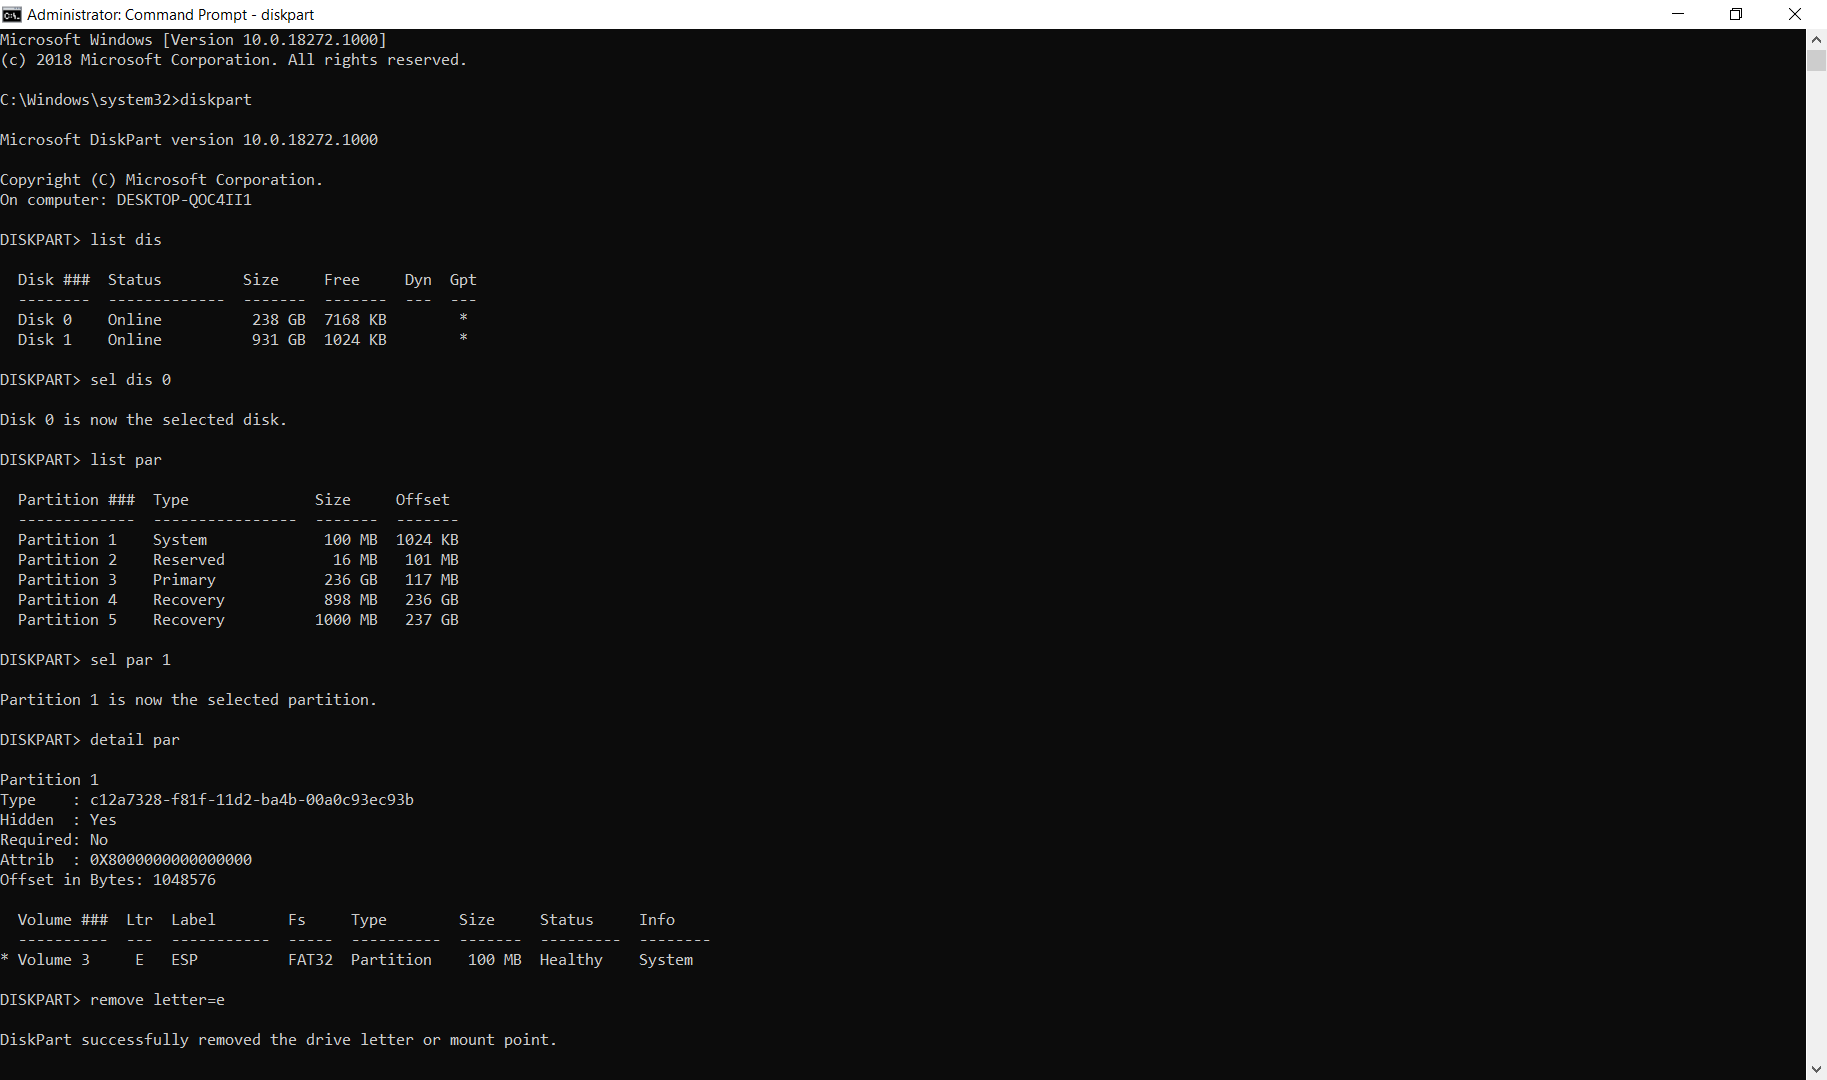 Administrator: Command Prompt - diskpart
Microsoft Windows [Version 10.0.18272.1000]
(c) 2018 Microsoft Corporation. All rights reserved.
C:\Windows\system32>diskpart
Microsoft DiskPart version 10.0.18272.1000
Copyright (C) Microsoft Corporation.
On computer: DESKTOP-QOC4II1
DISKPART> list dis
  Disk ###  Status         Size     Free     Dyn  Gpt
  --------  -------------  -------  -------  ---  ---
  Disk 0    Online          238 GB  7168 KB        *
  Disk 1    Online          931 GB  1024 KB        *
DISKPART> sel dis 0
Disk 0 is now the selected disk.
DISKPART> list par
  Partition ###  Type              Size     Offset
  -------------  ----------------  -------  -------
  Partition 1    System             100 MB  1024 KB
  Partition 2    Reserved            16 MB   101 MB
  Partition 3    Primary            236 GB   117 MB
  Partition 4    Recovery           898 MB   236 GB
  Partition 5    Recovery          1000 MB   237 GB
DISKPART> sel par 1
Partition 1 is now the selected partition.
DISKPART> detail par
Partition 1
Type    : c12a7328-f81f-11d2-ba4b-00a0c93ec93b
Hidden  : Yes
Required: No
Attrib  : 0X8000000000000000
Offset in Bytes: 1048576
  Volume ###  Ltr  Label        Fs     Type        Size     Status     Info
  ----------  ---  -----------  -----  ----------  -------  ---------  --------
* Volume 3     E   ESP          FAT32  Partition    100 MB  Healthy    System
DISKPART> remove letter=e
DiskPart successfully removed the drive letter or mount point.